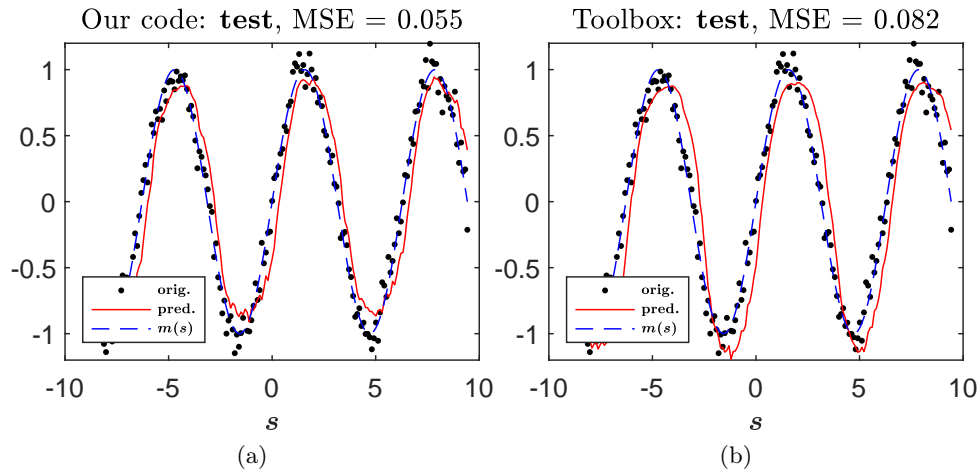 Our code: test, MSE = 0.055
1
0.5
0
-0.5
-1
orig.
pred.
m(s)
-10
-5
0
5
10
s
(a)
Toolbox: test, MSE = 0.082
1
0.5
0
-0.5
-1
orig.
pred.
m(s)
-10
-5
0
5
10
s
(b)